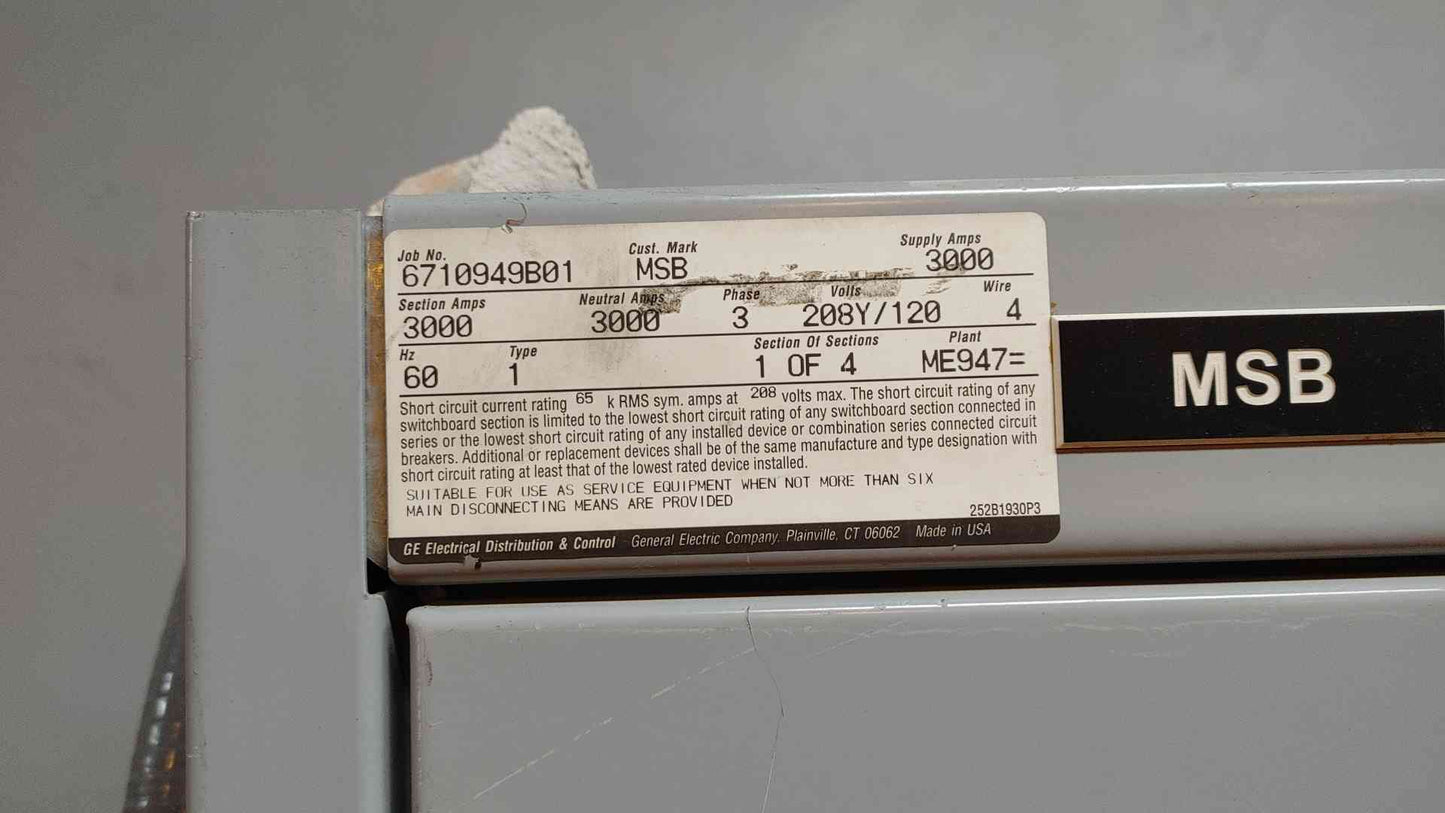 Job No. Cust. Mark Supply Amps
6710949B01 MSB 3000
Section Amps Neutral Amps Phase Volts Wire
3000 3000 3 208Y/120 4
Hz Type Section Of Sections Plant
60 1 1 OF 4 ME947=
Short circuit current rating 65 k RMS sym. amps at 208 volts max. The short circuit rating of any
switchboard section is limited to the lowest short circuit rating of any switchboard section connected in
series or the lowest short circuit rating of any installed device or combination series connected circuit
breakers. Additional or replacement devices shall be of the same manufacture and type designation with
short circuit rating at least that of the lowest rated device installed.
SUITABLE FOR USE AS SERVICE EQUIPMENT WHEN NOT MORE THAN SIX
MAIN DISCONNECTING MEANS ARE PROVIDED
252B1930P3
GE Electrical Distribution & Control General Electric Company. Plainville, CT 06062 Made in USA
MSB